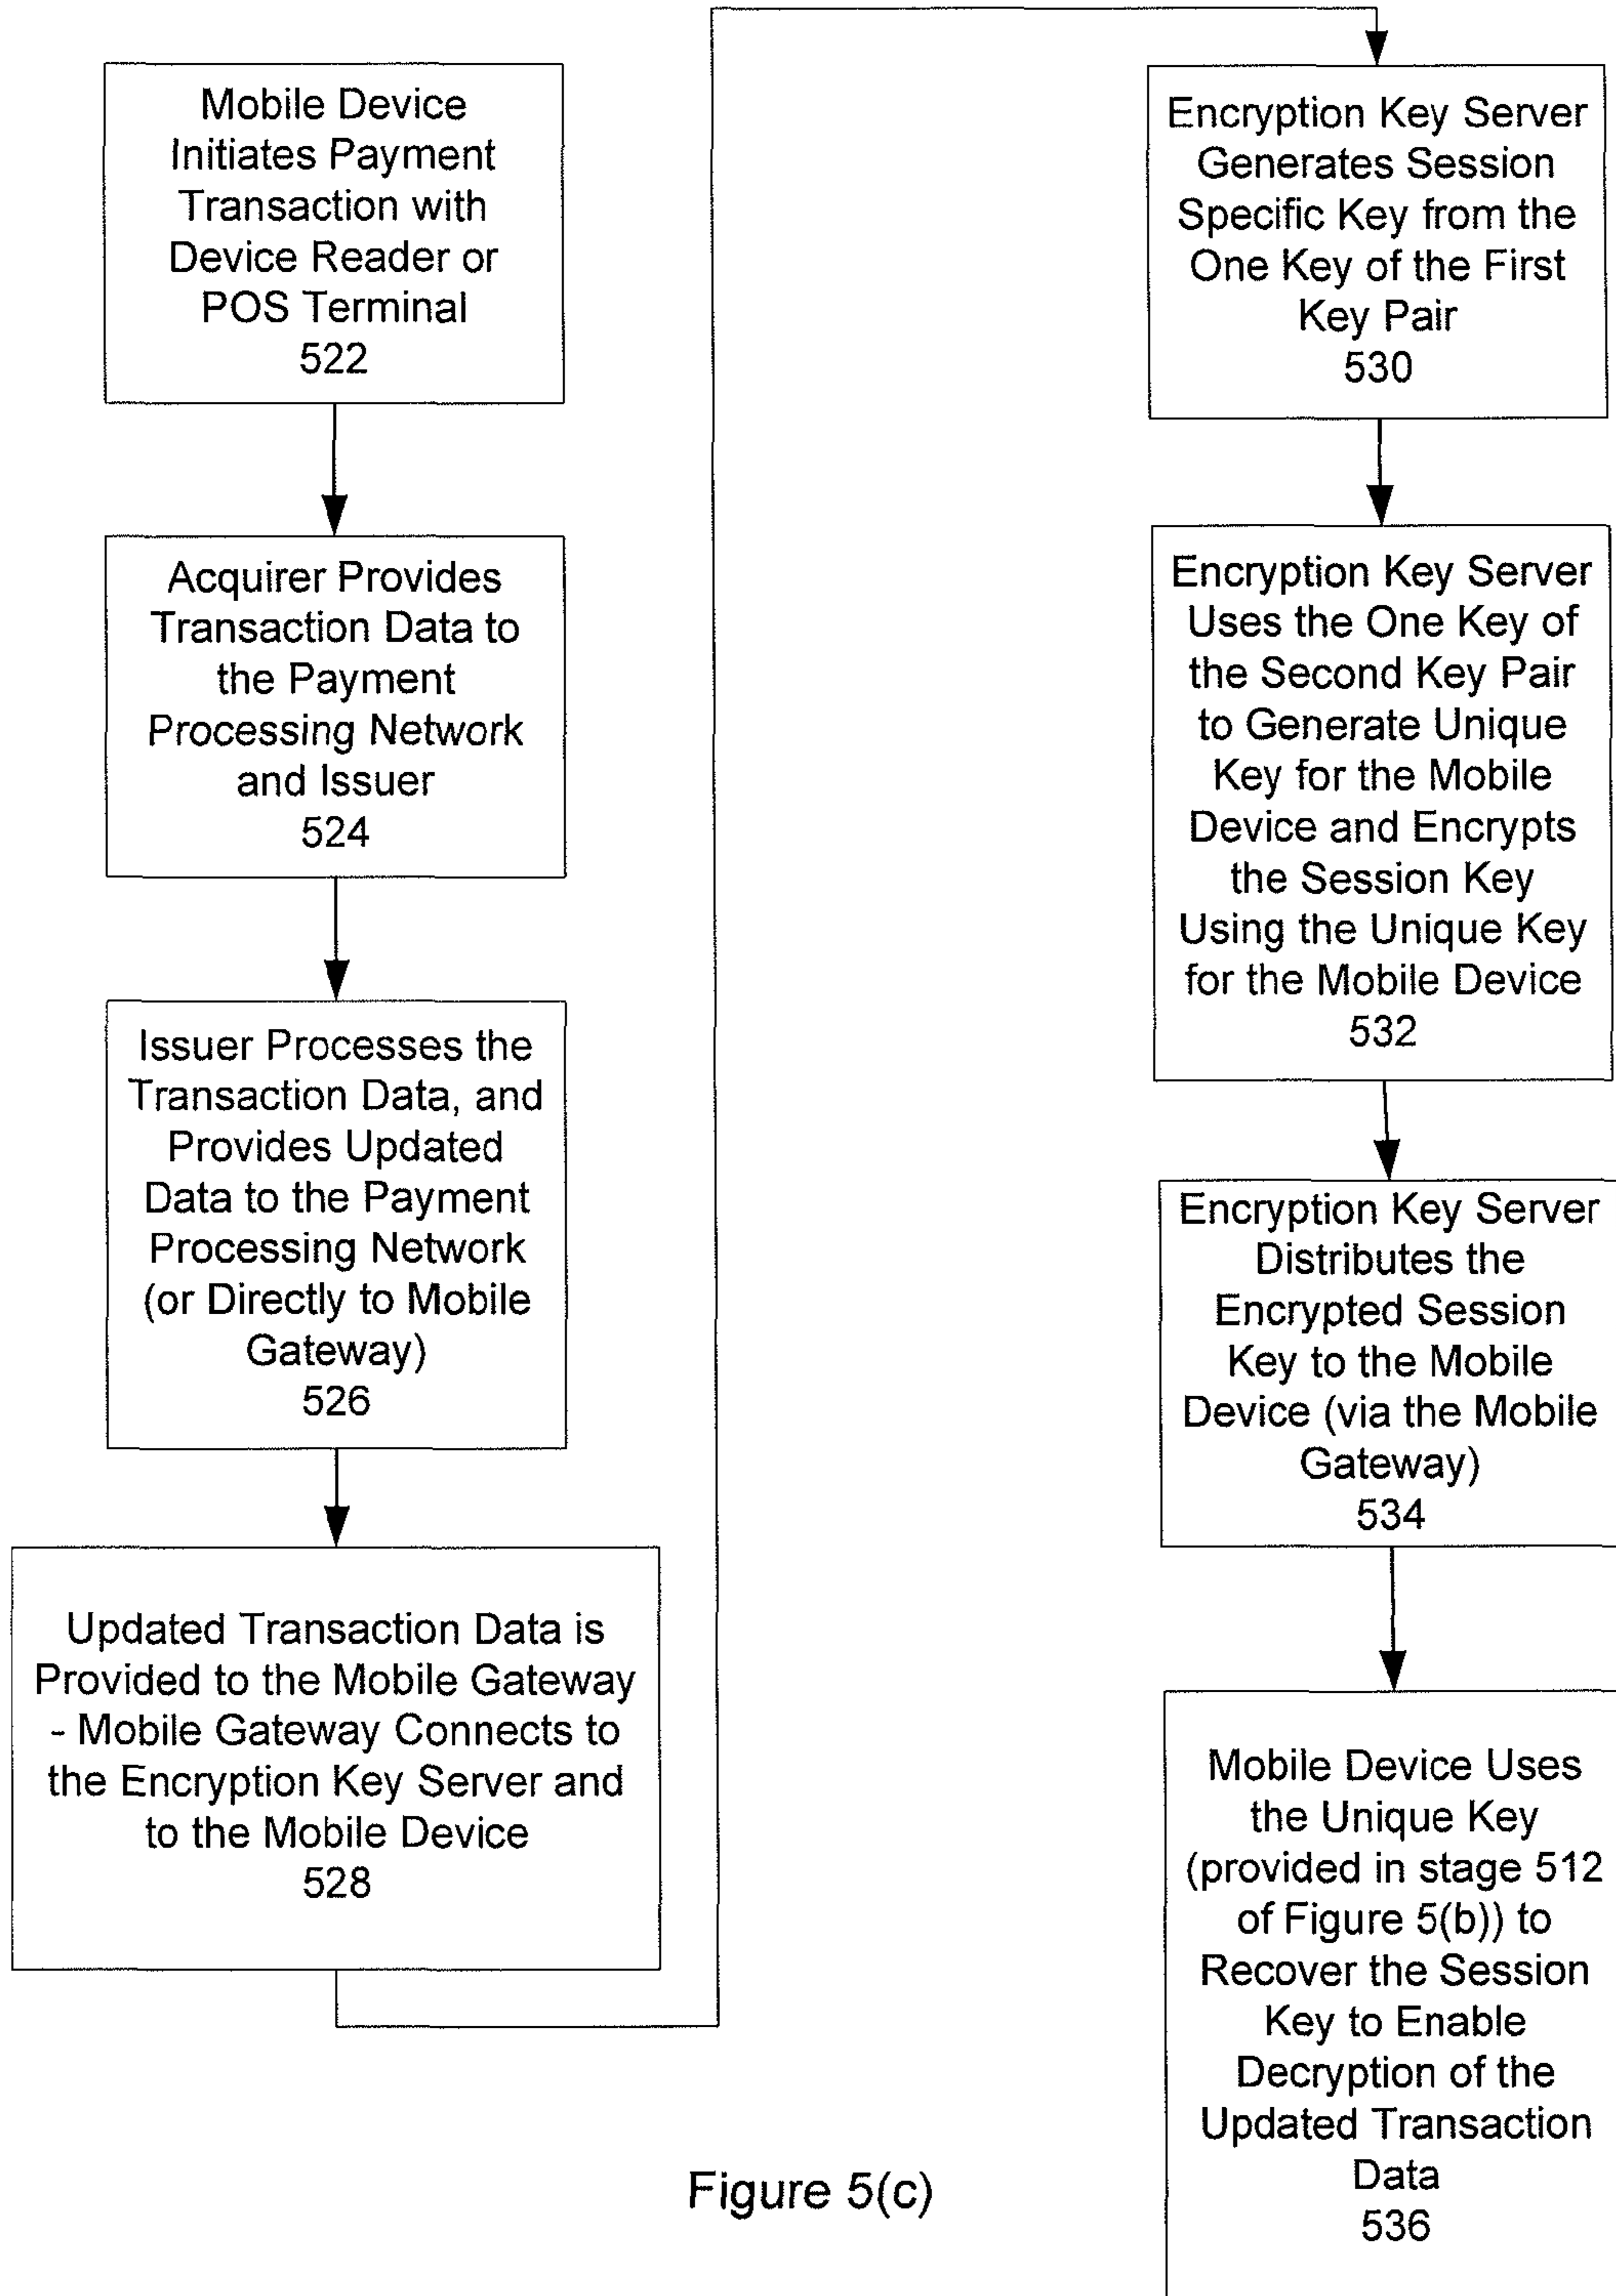 Mobile Device
Initiates Payment
Transaction with
Device Reader or
POS Terminal
522
Acquirer Provides
Transaction Data to
the Payment
Processing Network
and Issuer
524
Issuer Processes the
Transaction Data, and
Provides Updated
Data to the Payment
Processing Network
(or Directly to Mobile
Gateway)
526
Updated Transaction Data is
Provided to the Mobile Gateway
- Mobile Gateway Connects to
the Encryption Key Server and
to the Mobile Device
528
Encryption Key Server
Generates Session
Specific Key from the
One Key of the First
Key Pair
530
Encryption Key Server
Uses the One Key of
the Second Key Pair
to Generate Unique
Key for the Mobile
Device and Encrypts
the Session Key
Using the Unique Key
for the Mobile Device
532
Encryption Key Server
Distributes the
Encrypted Session
Key to the Mobile
Device (via the Mobile
Gateway)
534
Mobile Device Uses
the Unique Key
(provided in stage 512
of Figure 5(b)) to
Recover the Session
Key to Enable
Decryption of the
Updated Transaction
Data
536
Figure 5(c)